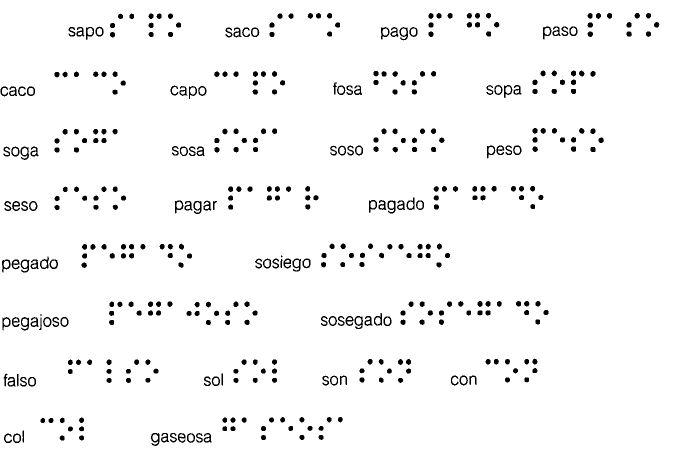 sapo ⠎⠁⠏⠕ saco ⠎⠁⠉⠕ pago ⠏⠁⠛⠕ paso ⠏⠁⠎⠕
caco ⠉⠁⠉⠕ capo ⠉⠁⠏⠕ fosa ⠋⠕⠎⠁ sopa ⠎⠕⠏⠁
soga ⠎⠕⠛⠁ sosa ⠎⠕⠎⠁ soso ⠎⠕⠎⠕ peso ⠏⠑⠎⠕
seso ⠎⠑⠎⠕ pagar ⠏⠁⠛⠁⠗ pagado ⠏⠁⠛⠁⠙⠕
pegado ⠏⠑⠛⠁⠙⠕ sosiego ⠎⠕⠎⠊⠑⠛⠕
pegajoso ⠏⠑⠛⠁⠚⠕⠎⠕ sosegado ⠎⠕⠎⠑⠛⠁⠙⠕
falso ⠋⠁⠇⠎⠕ sol ⠎⠕⠇ son ⠎⠕⠝ con ⠉⠕⠝
col ⠉⠕⠇ gaseosa ⠛⠁⠎⠑⠕⠎⠁